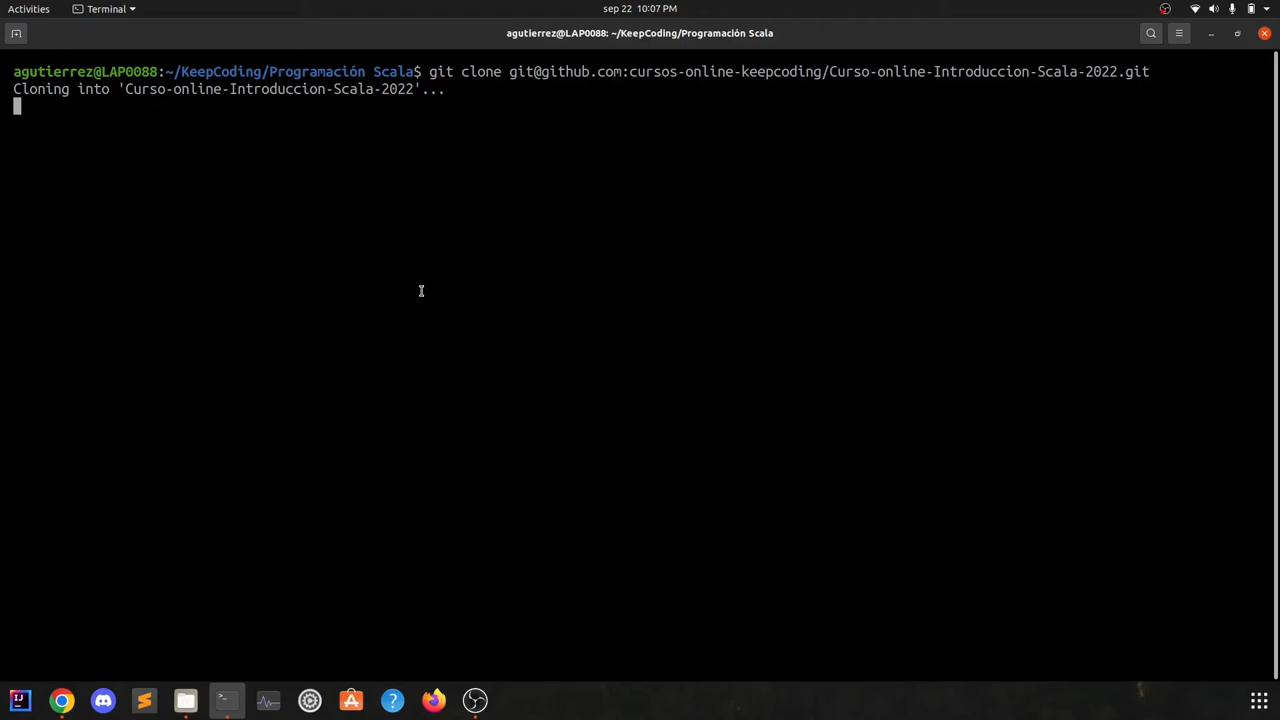 Activities
Terminal
sep 22 10:07 PM
agutierrez@LAP0088: ~/KeepCoding/Programación Scala
agutierrez@LAP0088:~/KeepCoding/Programación Scala$ git clone git@github.com:cursos-online-keepcoding/Curso-online-Introduccion-Scala-2022.git
Cloning into 'Curso-online-Introduccion-Scala-2022'...